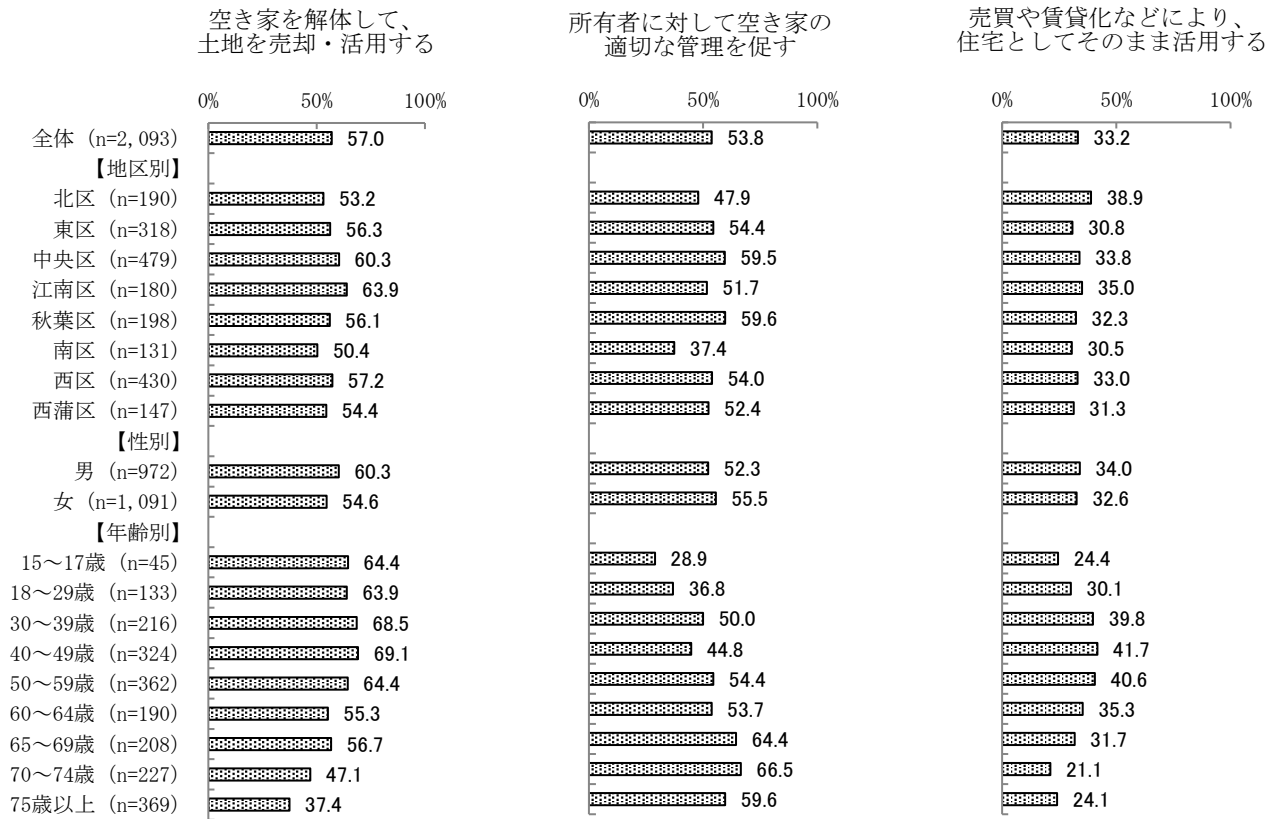 空き家を解体して、
土地を売却・活用する
所有者に対して空き家の
適切な管理を促す
売買や賃貸化などにより、
住宅としてそのまま活用する
0% 50% 100% 0% 50% 100% 0% 50% 100%
全体 (n=2,093) 57.0 53.8 33.2
【地区別】
北区 (n=190) 53.2 47.9 38.9
東区 (n=318) 56.3 54.4 30.8
中央区 (n=479) 60.3 59.5 33.8
江南区 (n=180) 63.9 51.7 35.0
秋葉区 (n=198) 56.1 59.6 32.3
南区 (n=131) 50.4 37.4 30.5
西区 (n=430) 57.2 54.0 33.0
西蒲区 (n=147) 54.4 52.4 31.3
【性別】
男 (n=972) 60.3 52.3 34.0
女 (n=1,091) 54.6 55.5 32.6
【年齢別】
15～17歳 (n=45) 64.4 28.9 24.4
18～29歳 (n=133) 63.9 36.8 30.1
30～39歳 (n=216) 68.5 50.0 39.8
40～49歳 (n=324) 69.1 44.8 41.7
50～59歳 (n=362) 64.4 54.4 40.6
60～64歳 (n=190) 55.3 53.7 35.3
65～69歳 (n=208) 56.7 64.4 31.7
70～74歳 (n=227) 47.1 66.5 21.1
75歳以上 (n=369) 37.4 59.6 24.1